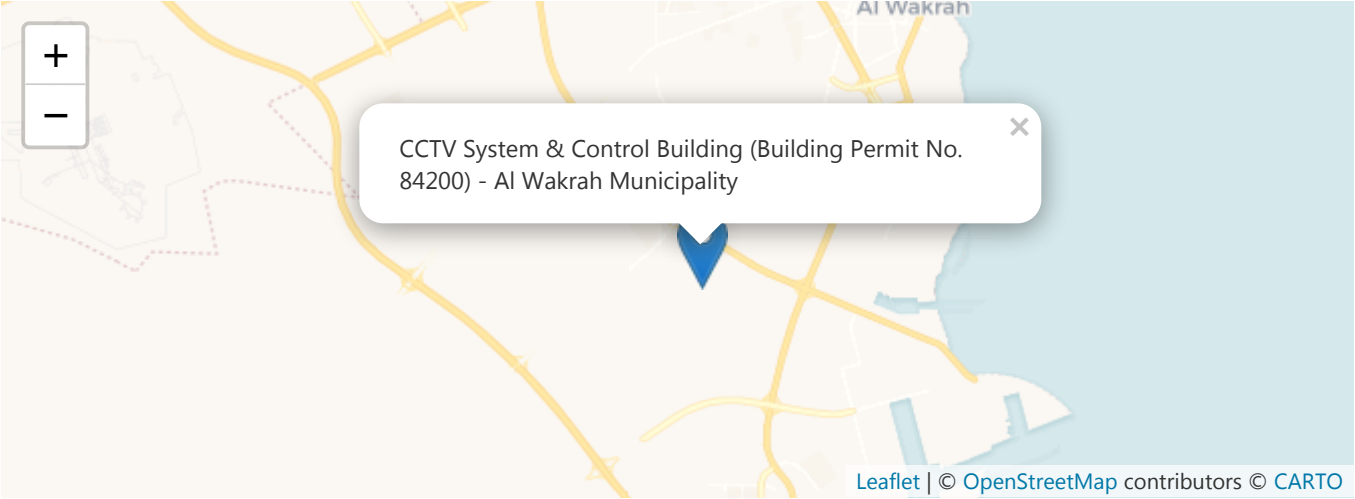 Al Wakrah
+
−
CCTV System & Control Building (Building Permit No.
84200) - Al Wakrah Municipality
×
Leaflet | © OpenStreetMap contributors © CARTO